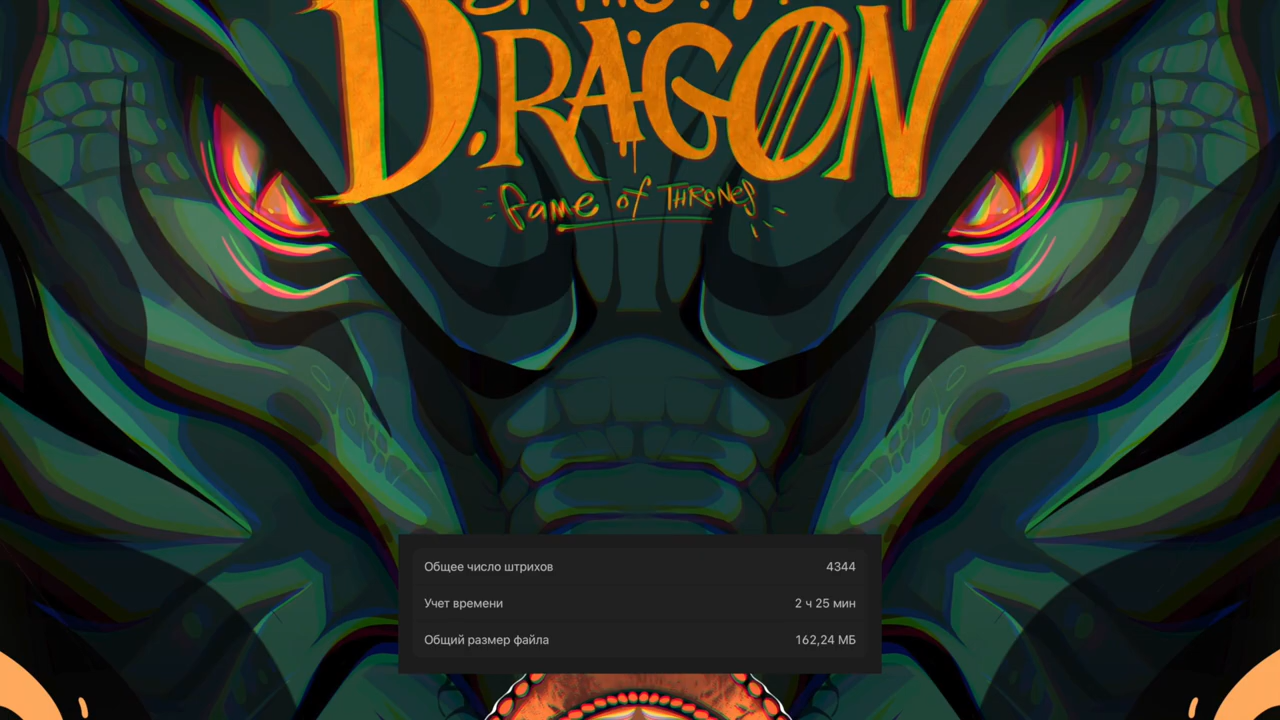 DRAGON
Game of THRONES
Общее число штрихов 4344
Учет времени 2 ч 25 мин
Общий размер файла 162,24 МБ